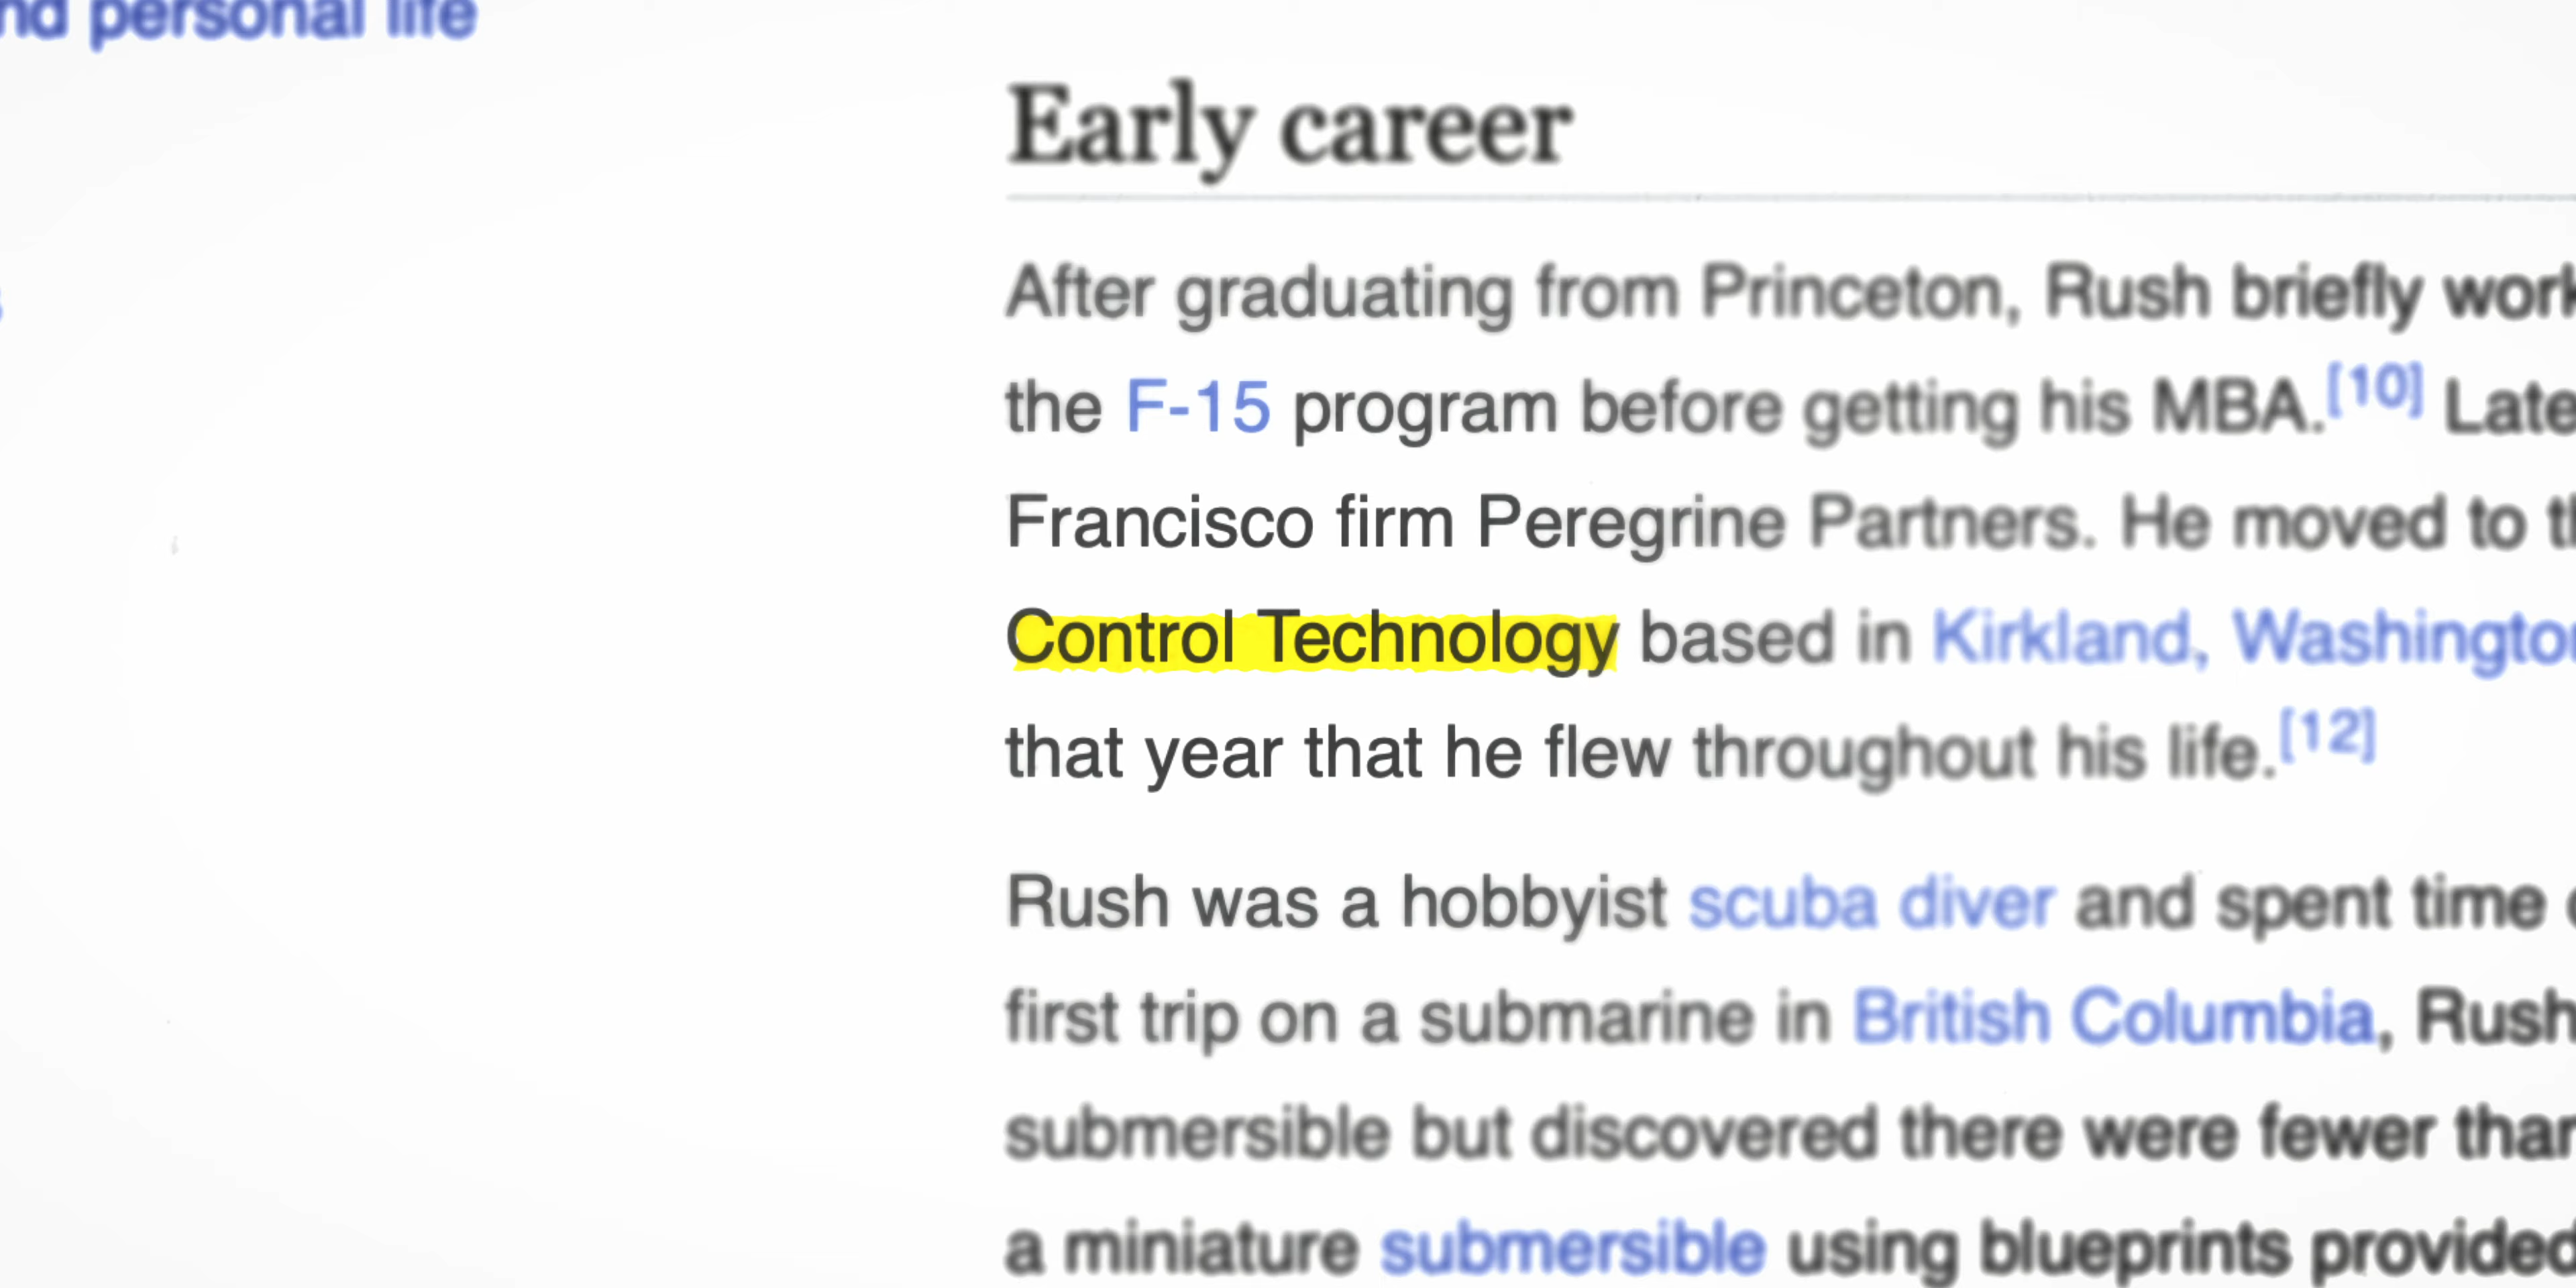 nd personal life
Early career
After graduating from Princeton, Rush briefly work
the F-15 program before getting his MBA.[10] Late
Francisco firm Peregrine Partners. He moved to th
Control Technology based in Kirkland, Washington
that year that he flew throughout his life.[12]
Rush was a hobbyist scuba diver and spent time
first trip on a submarine in British Columbia, Rush
submersible but discovered there were fewer than
a miniature submersible using blueprints provided